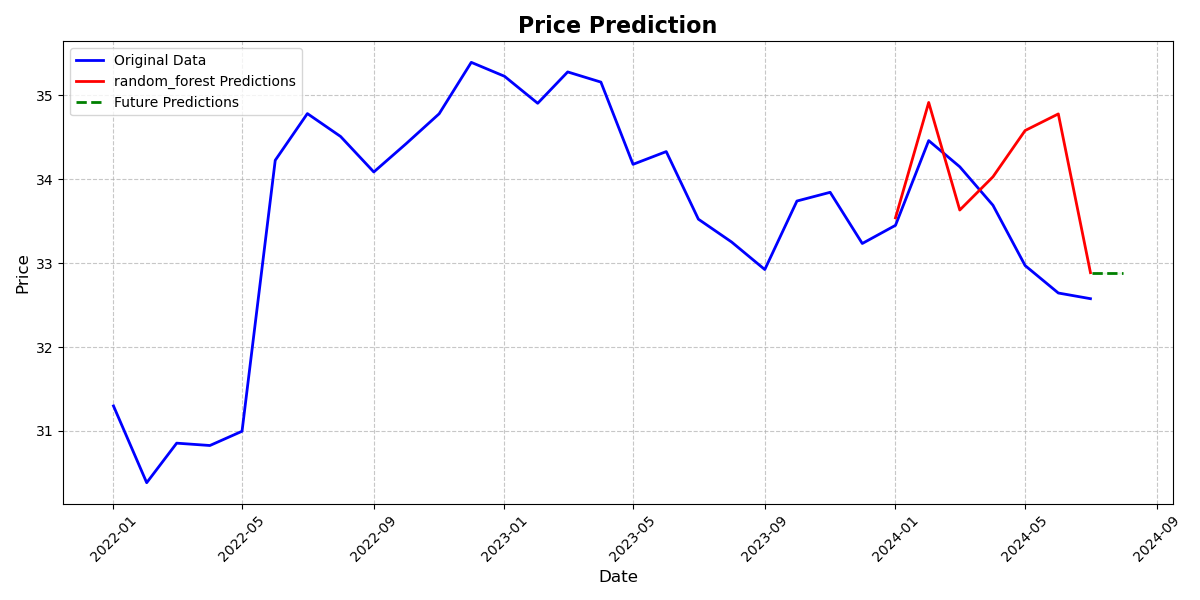 Price Prediction
Original Data
random_forest Predictions
Future Predictions
Price
35
34
33
32
31
2022-01
2022-05
2022-09
2023-01
2023-05
2023-09
2024-01
2024-05
2024-09
Date